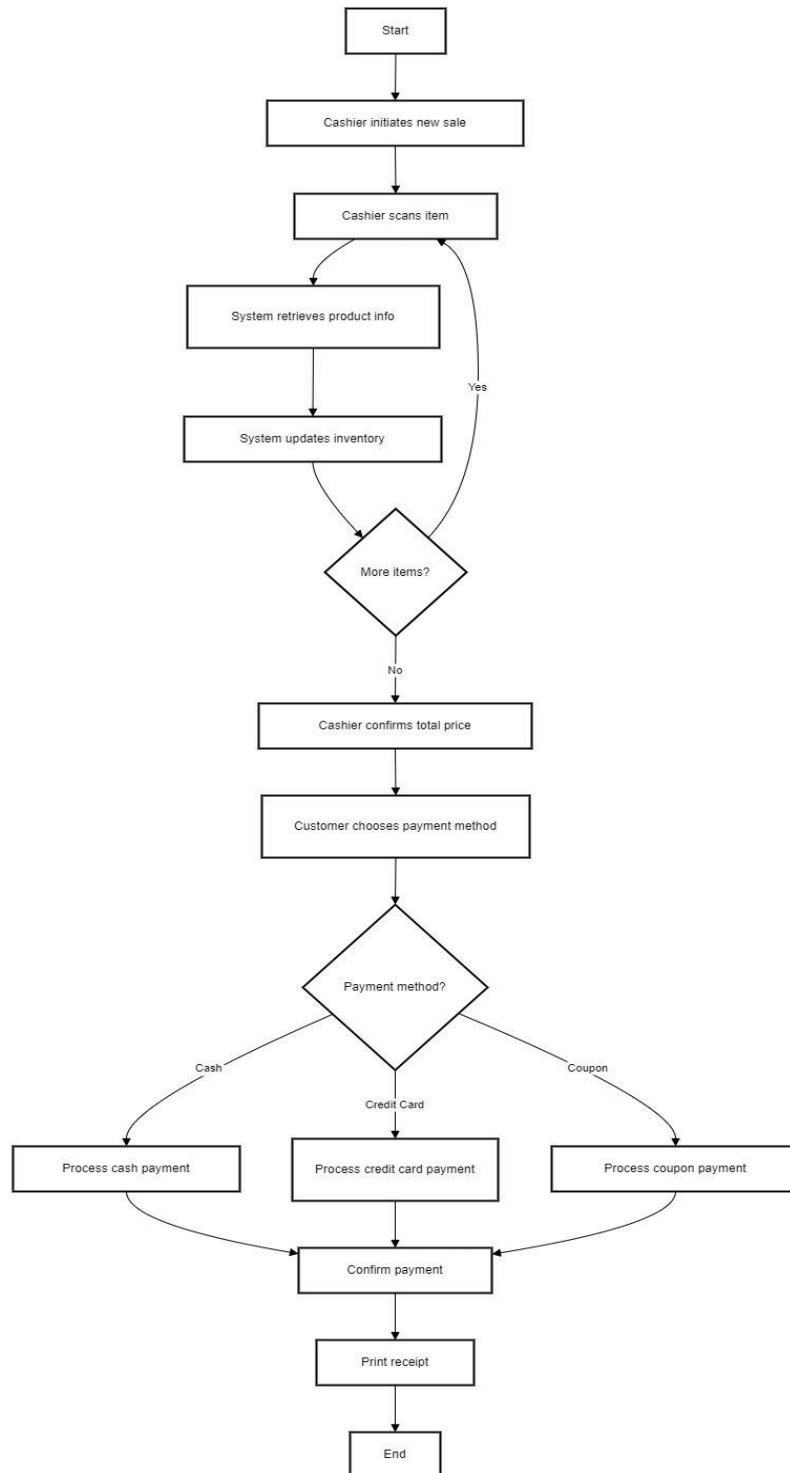 Start
Cashier initiates new sale
Cashier scans item
System retrieves product info
Yes
System updates inventory
More items?
No
Cashier confirms total price
Customer chooses payment method
Payment method?
Cash
Credit Card
Coupon
Process cash payment
Process credit card payment
Process coupon payment
Confirm payment
Print receipt
End